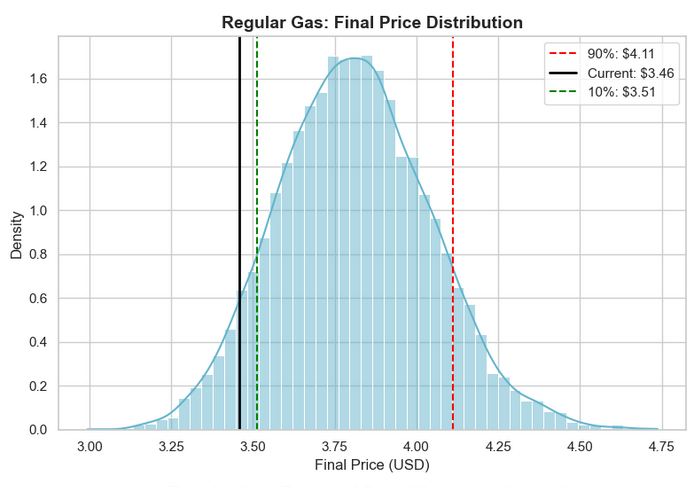 Regular Gas: Final Price Distribution
90%: $4.11
Current: $3.46
10%: $3.51
Density
1.6
1.4
1.2
1.0
0.8
0.6
0.4
0.2
0.0
3.00 3.25 3.50 3.75 4.00 4.25 4.50 4.75
Final Price (USD)